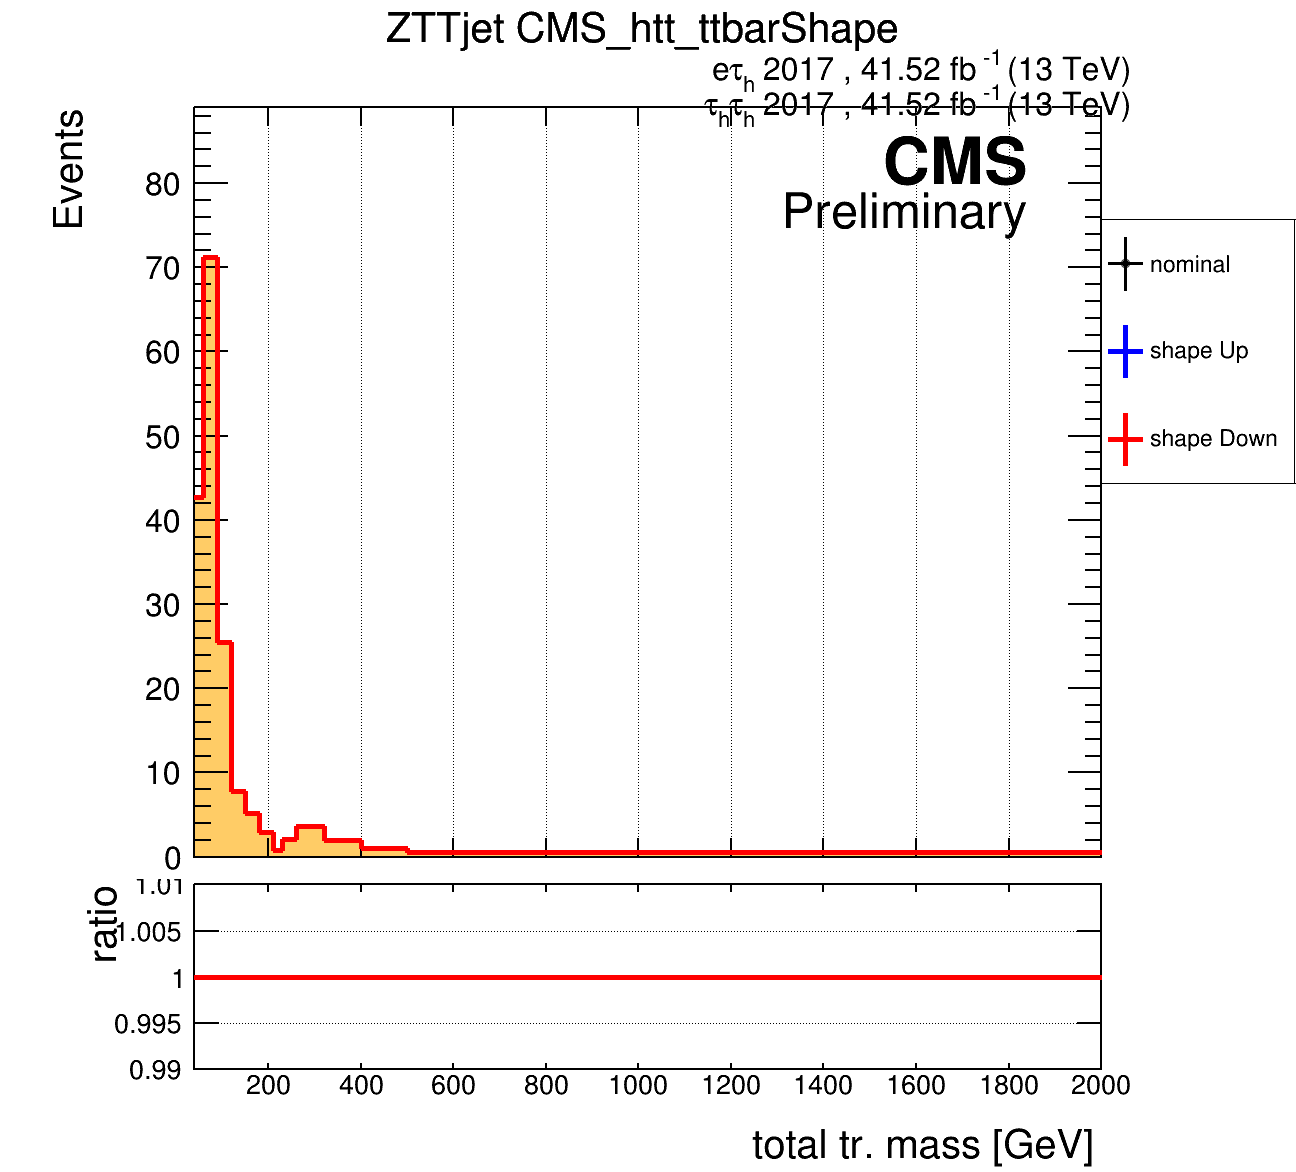 ZTTjet CMS_htt_ttbarShape
eτh 2017 , 41.52 fb -1 (13 TeV)
τhτh 2017 , 41.52 fb -1 (13 TeV)
CMS
Preliminary
Events
80
70
60
50
40
30
20
10
0
nominal
shape Up
shape Down
ratio
1.01
1.005
1
0.995
0.99
200 400 600 800 1000 1200 1400 1600 1800 2000
total tr. mass [GeV]